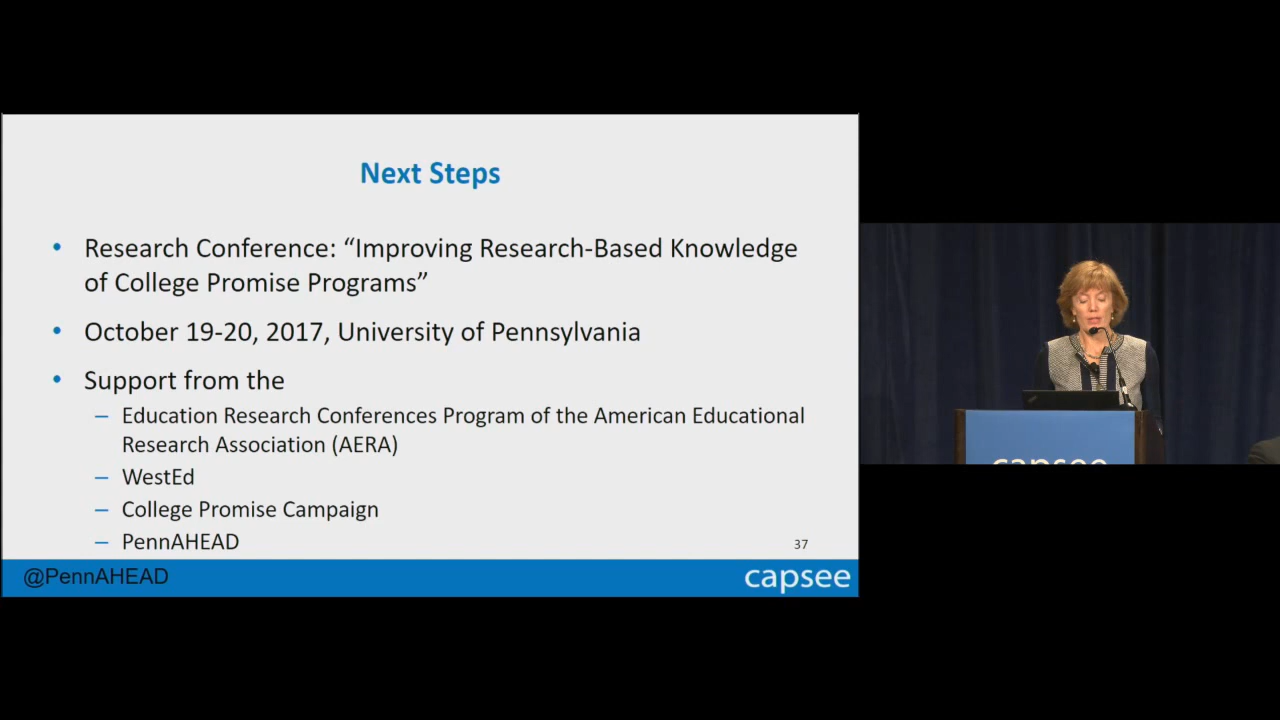 Next Steps
• Research Conference: “Improving Research-Based Knowledge
of College Promise Programs”
• October 19-20, 2017, University of Pennsylvania
• Support from the
– Education Research Conferences Program of the American Educational
Research Association (AERA)
– WestEd
– College Promise Campaign
– PennAHEAD
37
@PennAHEAD
capsee
capsee